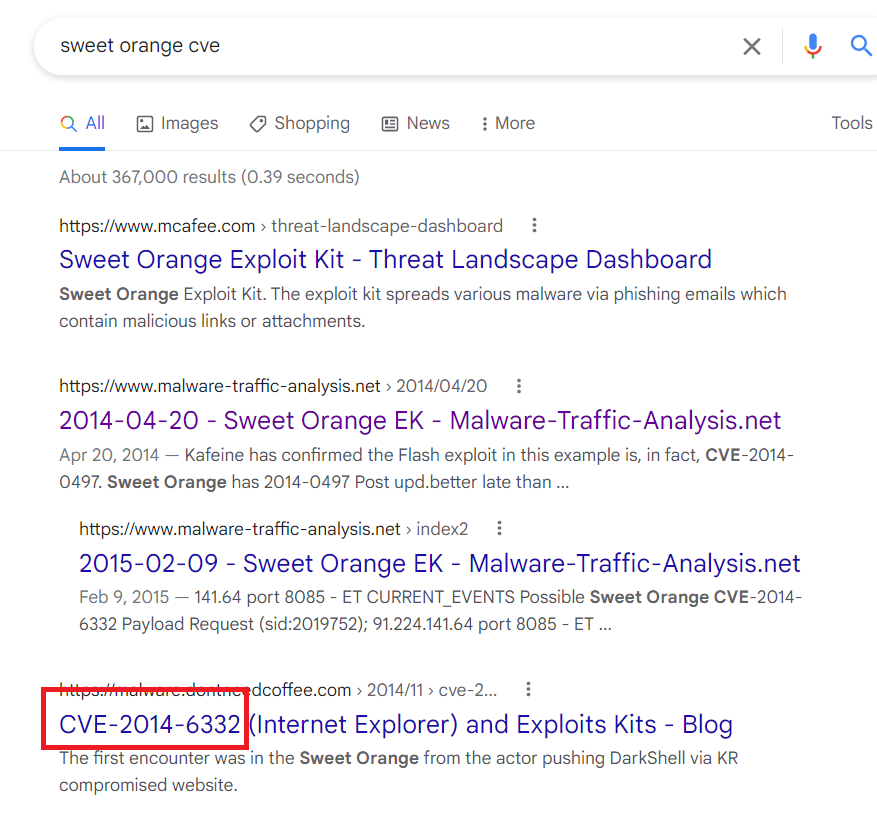 sweet orange cve
All Images Shopping News More Tools
About 367,000 results (0.39 seconds)
https://www.mcafee.com › threat-landscape-dashboard
Sweet Orange Exploit Kit - Threat Landscape Dashboard
Sweet Orange Exploit Kit. The exploit kit spreads various malware via phishing emails which
contain malicious links or attachments.
https://www.malware-traffic-analysis.net › 2014/04/20
2014-04-20 - Sweet Orange EK - Malware-Traffic-Analysis.net
Apr 20, 2014 — Kafeine has confirmed the Flash exploit in this example is, in fact, CVE-2014-
0497. Sweet Orange has 2014-0497 Post upd.better late than ...
https://www.malware-traffic-analysis.net › index2
2015-02-09 - Sweet Orange EK - Malware-Traffic-Analysis.net
Feb 9, 2015 — 141.64 port 8085 - ET CURRENT_EVENTS Possible Sweet Orange CVE-2014-
6332 Payload Request (sid:2019752); 91.224.141.64 port 8085 - ET ...
https://malware.dontneedcoffee.com › 2014/11 › cve-2...
CVE-2014-6332 (Internet Explorer) and Exploits Kits - Blog
The first encounter was in the Sweet Orange from the actor pushing DarkShell via KR
compromised website.